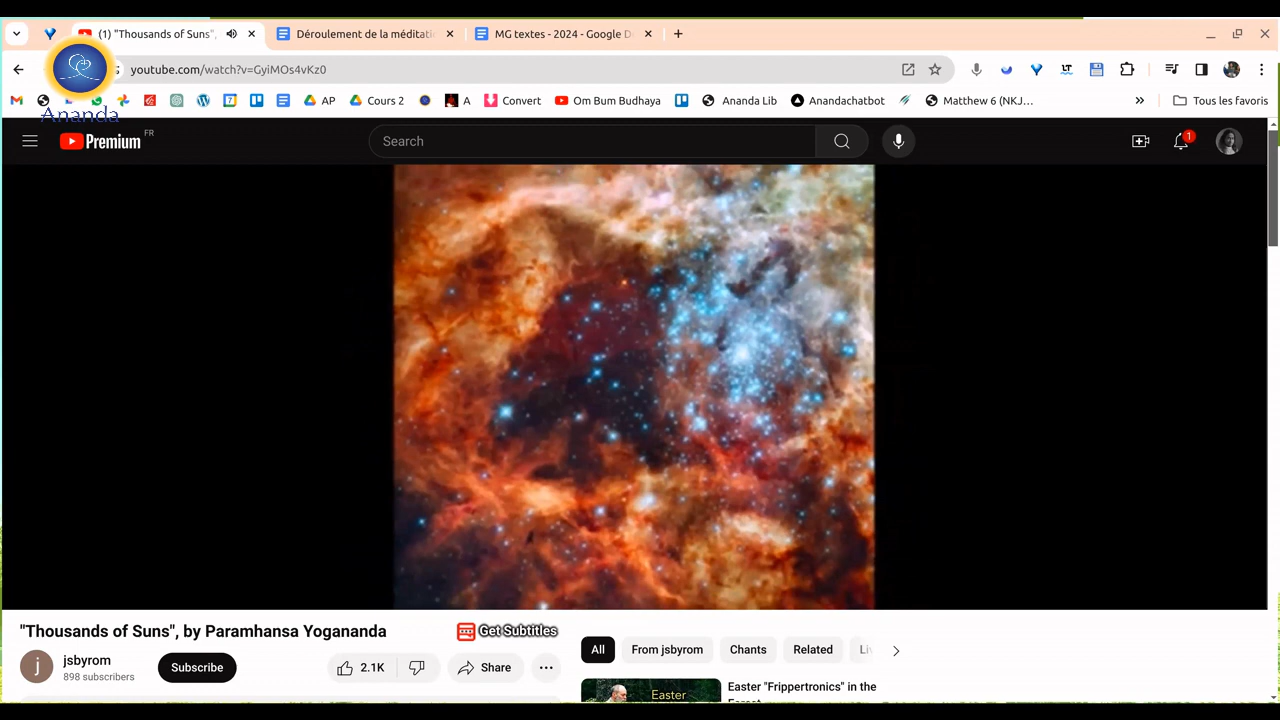 (1) "Thousands of Suns",
Déroulement de la méditati
MG textes - 2024 - Google D
youtube.com/watch?v=GyiMOs4vKz0
AP
Cours 2
A
Convert
Om Bum Budhaya
Ananda Lib
Anandachatbot
Matthew 6 (NKJ...
Tous les favoris
Ananda
Premium FR
Search
1
"Thousands of Suns", by Paramhansa Yogananda
Get Subtitles
j
jsbyrom
898 subscribers
Subscribe
2.1K
Share
All
From jsbyrom
Chants
Related
Li
Easter
Easter "Frippertronics" in the